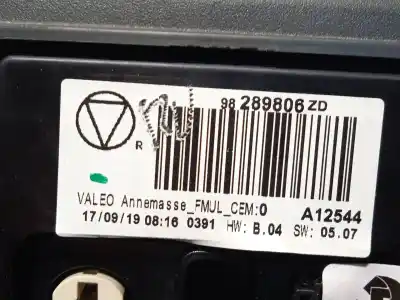 98 289806 ZD
R
VALEO Annemasse_FMUL_CEM:0 A12544
17/09/19 08:16 0391 HW: B.04 SW: 05.07